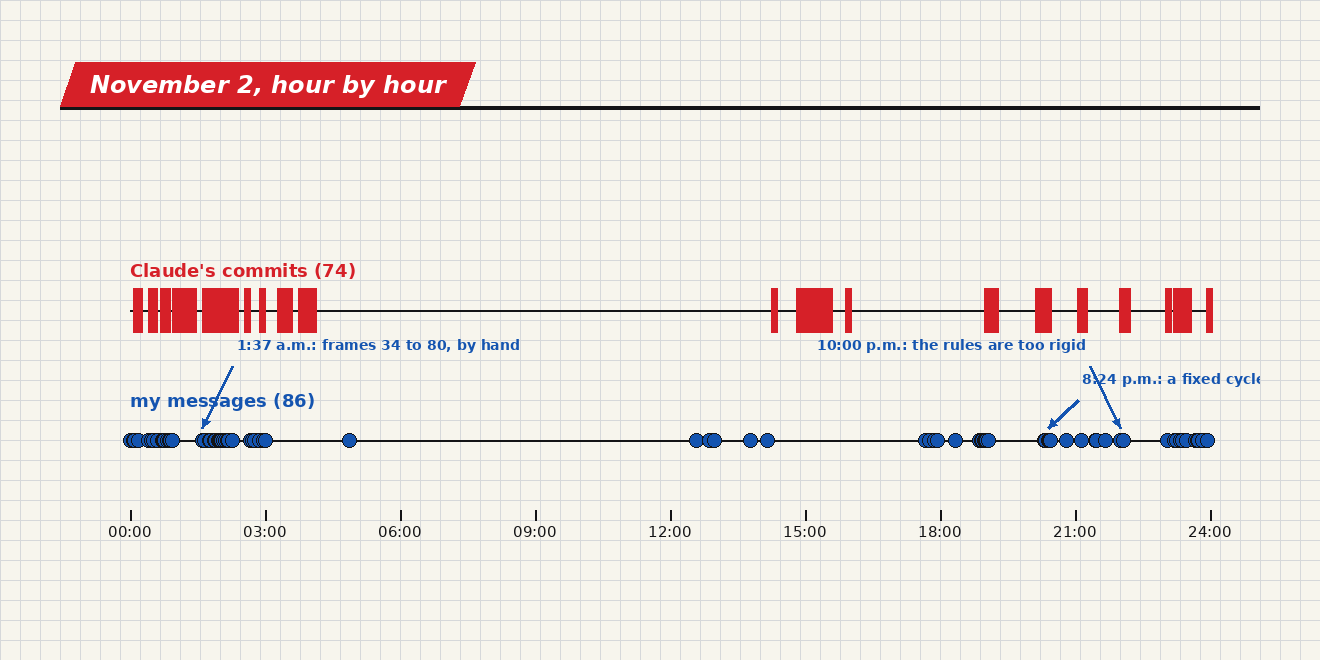 November 2, hour by hour
Claude's commits (74)
1:37 a.m.: frames 34 to 80, by hand
10:00 p.m.: the rules are too rigid
8:24 p.m.: a fixed cycle
my messages (86)
00:00
03:00
06:00
09:00
12:00
15:00
18:00
21:00
24:00